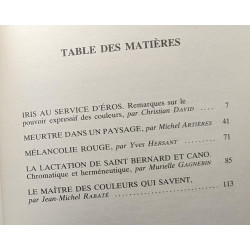 TABLE DES MATIÈRES
IRIS AU SERVICE D'ÉROS. Remarques sur le
pouvoir expressif des couleurs, par Christian DAVID .... 7
MEURTRE DANS UN PAYSAGE, par Michel ARTIÈRES 41
MÉLANCOLIE ROUGE, par Yves HERSANT ....... 71
LA LACTATION DE SAINT BERNARD ET CANO.
Chromatique et herméneutique, par Murielle GAGNEBIN 85
LE MAÎTRE DES COULEURS QUI SAVENT,
par Jean-Michel RABATÉ .................... 113